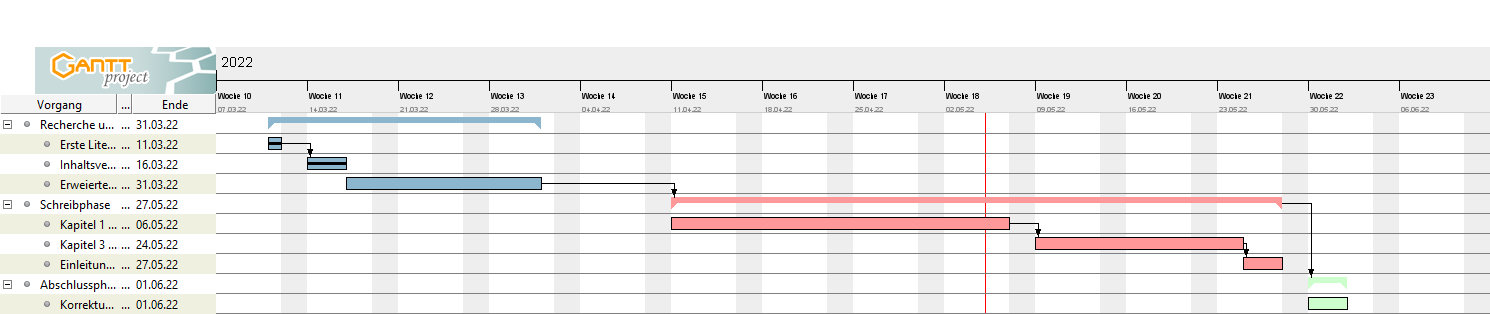 GANTT
project
2022
Woche 10 Woche 11 Woche 12 Woche 13 Woche 14 Woche 15 Woche 16 Woche 17 Woche 18 Woche 19 Woche 20 Woche 21 Woche 22 Woche 23
07.03.22 14.03.22 21.03.22 28.03.22 04.04.22 11.04.22 18.04.22 25.04.22 02.05.22 09.05.22 16.05.22 23.05.22 30.05.22 06.06.22
Vorgang ... Ende
Recherche u... ... 31.03.22
Erste Lite... ... 11.03.22
Inhaltsve... ... 16.03.22
Erweiterte... ... 31.03.22
Schreibphase ... 27.05.22
Kapitel 1 ... ... 06.05.22
Kapitel 3 ... ... 24.05.22
Einleitun... ... 27.05.22
Abschlussph... ... 01.06.22
Korrektu... ... 01.06.22